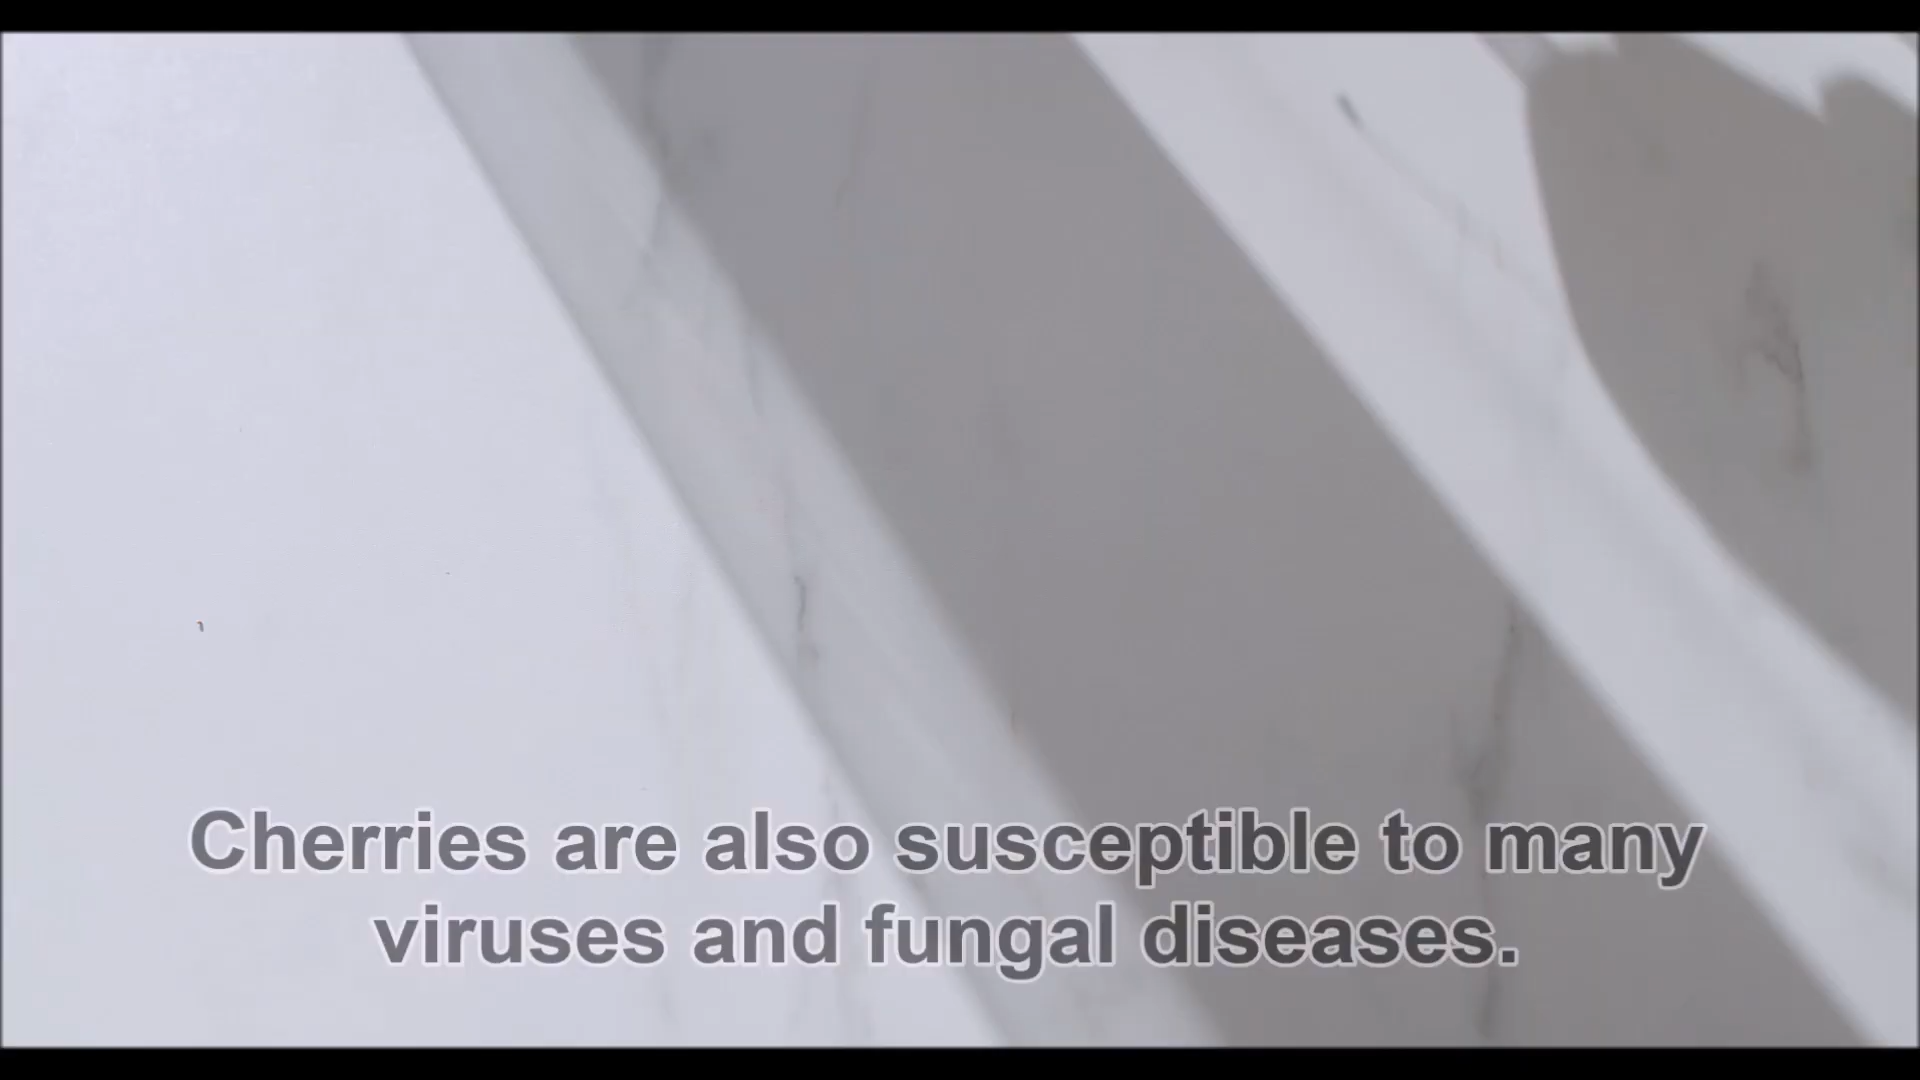 Cherries are also susceptible to many
viruses and fungal diseases.